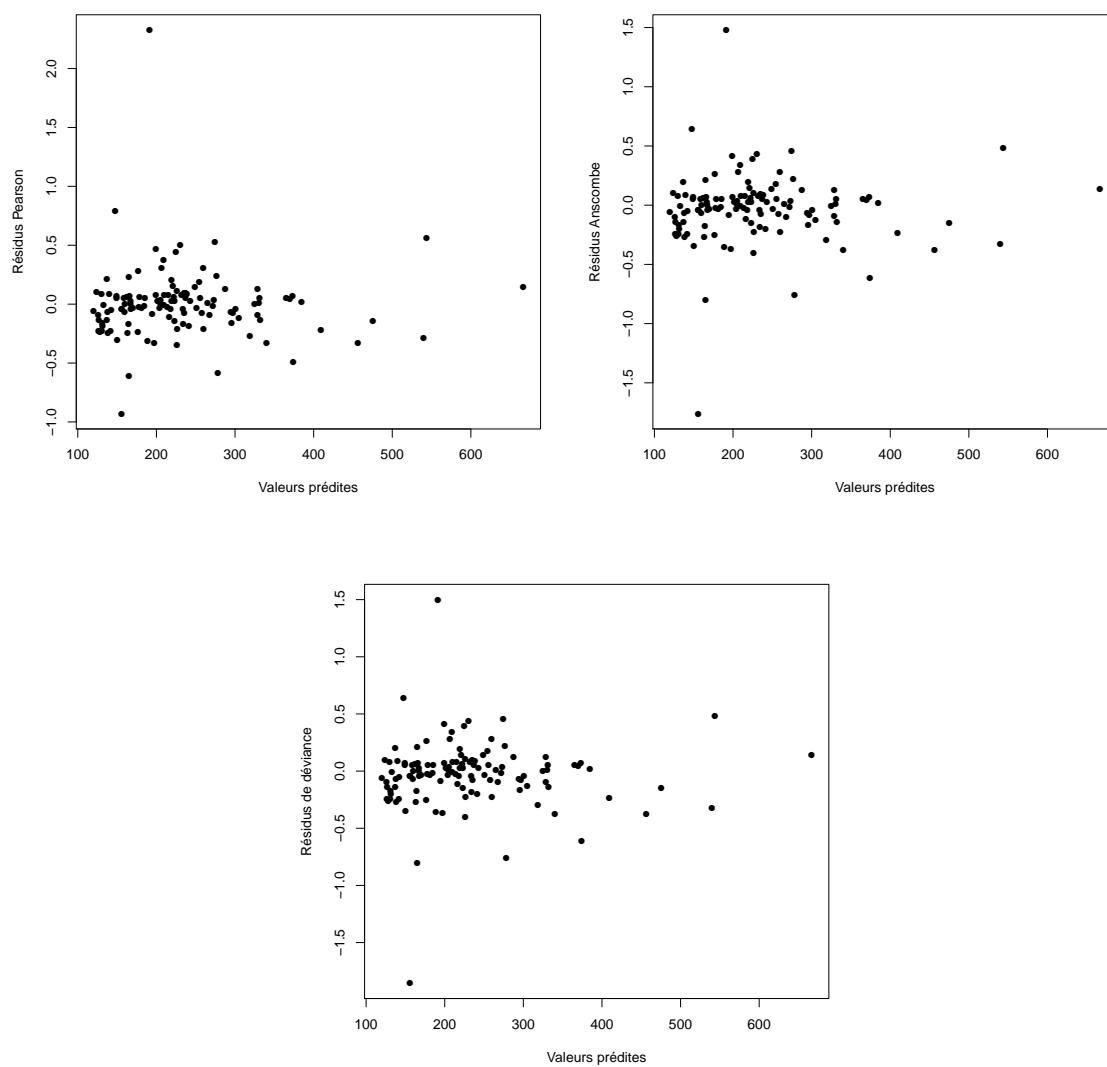 Résidus Pearson
2.0
1.5
1.0
0.5
0.0
−0.5
−1.0
100 200 300 400 500 600
Valeurs prédites
Résidus Anscombe
1.5
1.0
0.5
0.0
−0.5
−1.0
−1.5
100 200 300 400 500 600
Valeurs prédites
Résidus de déviance
1.5
1.0
0.5
0.0
−0.5
−1.0
−1.5
100 200 300 400 500 600
Valeurs prédites